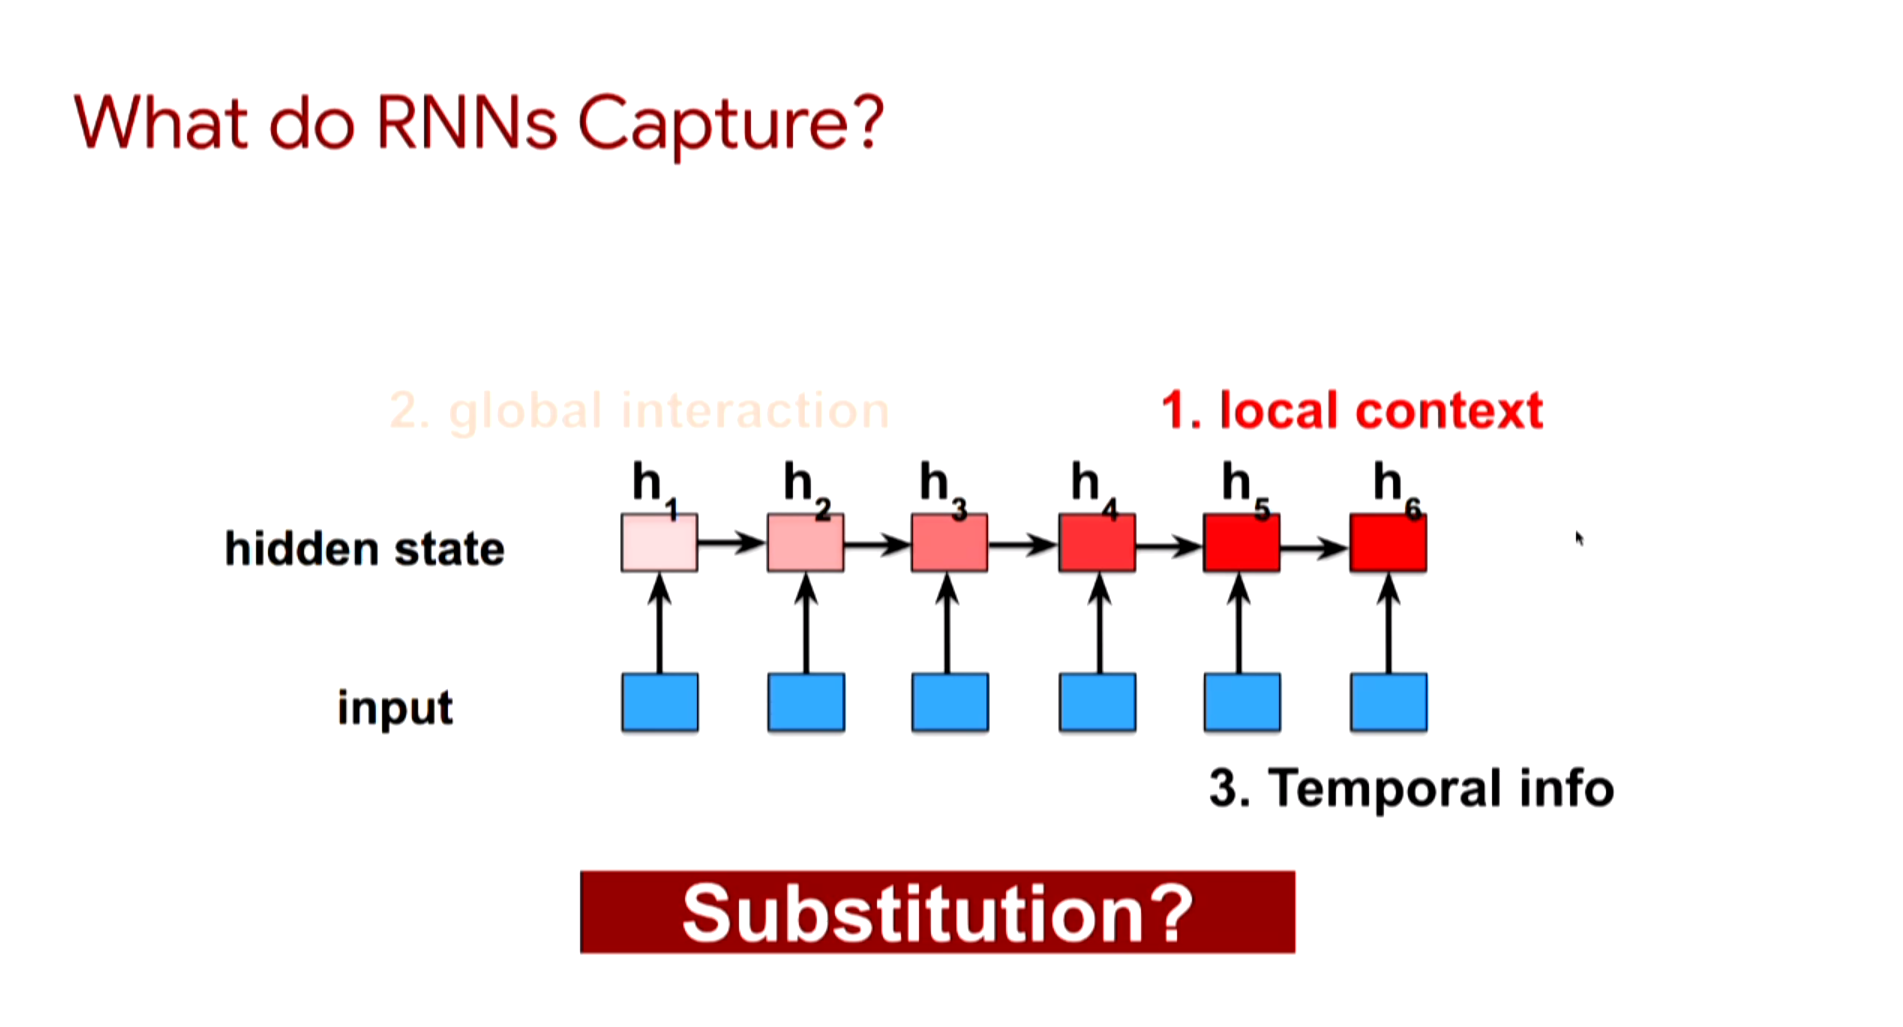 What do RNNs Capture?
2. global interaction
1. local context
h1 h2 h3 h4 h5 h6
hidden state
input
3. Temporal info
Substitution?